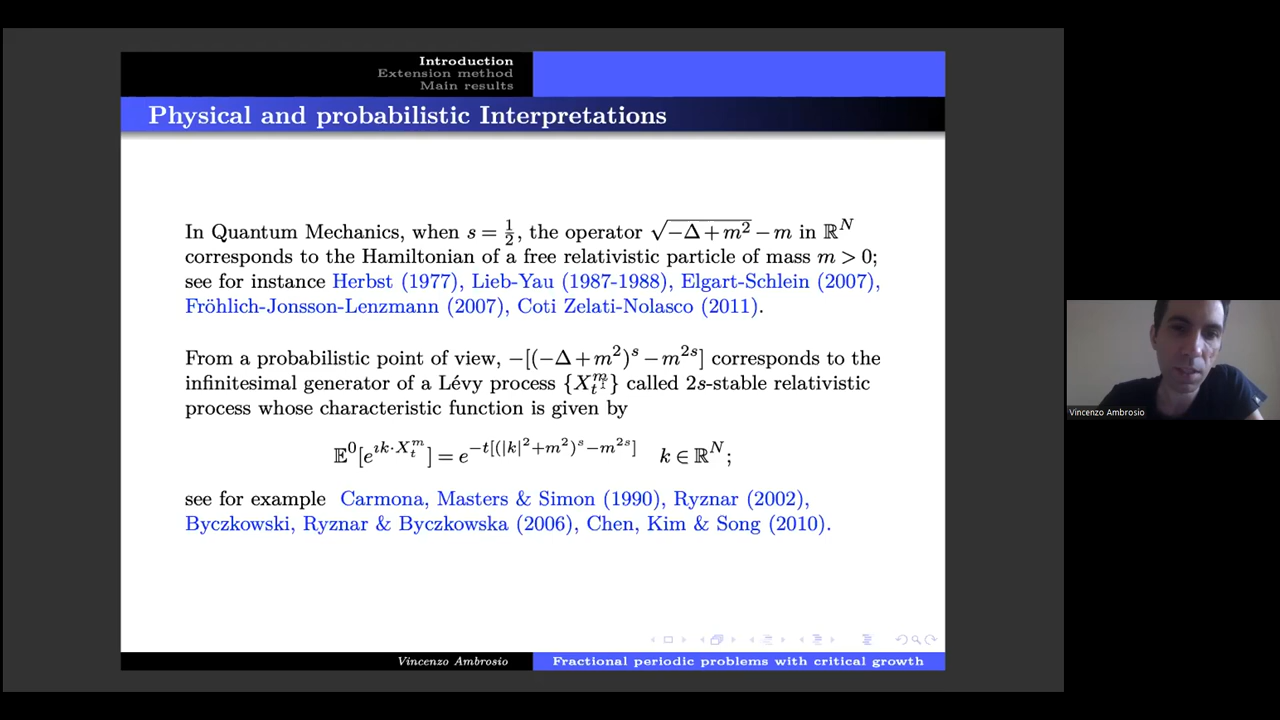 Introduction
Extension method
Main results
Physical and probabilistic Interpretations
In Quantum Mechanics, when s = 1/2, the operator √(−Δ + m²) − m in ℝᴺ
corresponds to the Hamiltonian of a free relativistic particle of mass m > 0;
see for instance Herbst (1977), Lieb-Yau (1987-1988), Elgart-Schlein (2007),
Fröhlich-Jonsson-Lenzmann (2007), Coti Zelati-Nolasco (2011).
From a probabilistic point of view, −[(−Δ + m²)ˢ − m²ˢ] corresponds to the
infinitesimal generator of a Lévy process {X_t^m} called 2s-stable relativistic
process whose characteristic function is given by
𝔼⁰[e^{ık·X_t^m}] = e^{−t[(|k|²+m²)ˢ−m²ˢ]} k ∈ ℝᴺ;
see for example Carmona, Masters & Simon (1990), Ryznar (2002),
Byczkowski, Ryznar & Byczkowska (2006), Chen, Kim & Song (2010).
Vincenzo Ambrosio
Fractional periodic problems with critical growth
Vincenzo Ambrosio